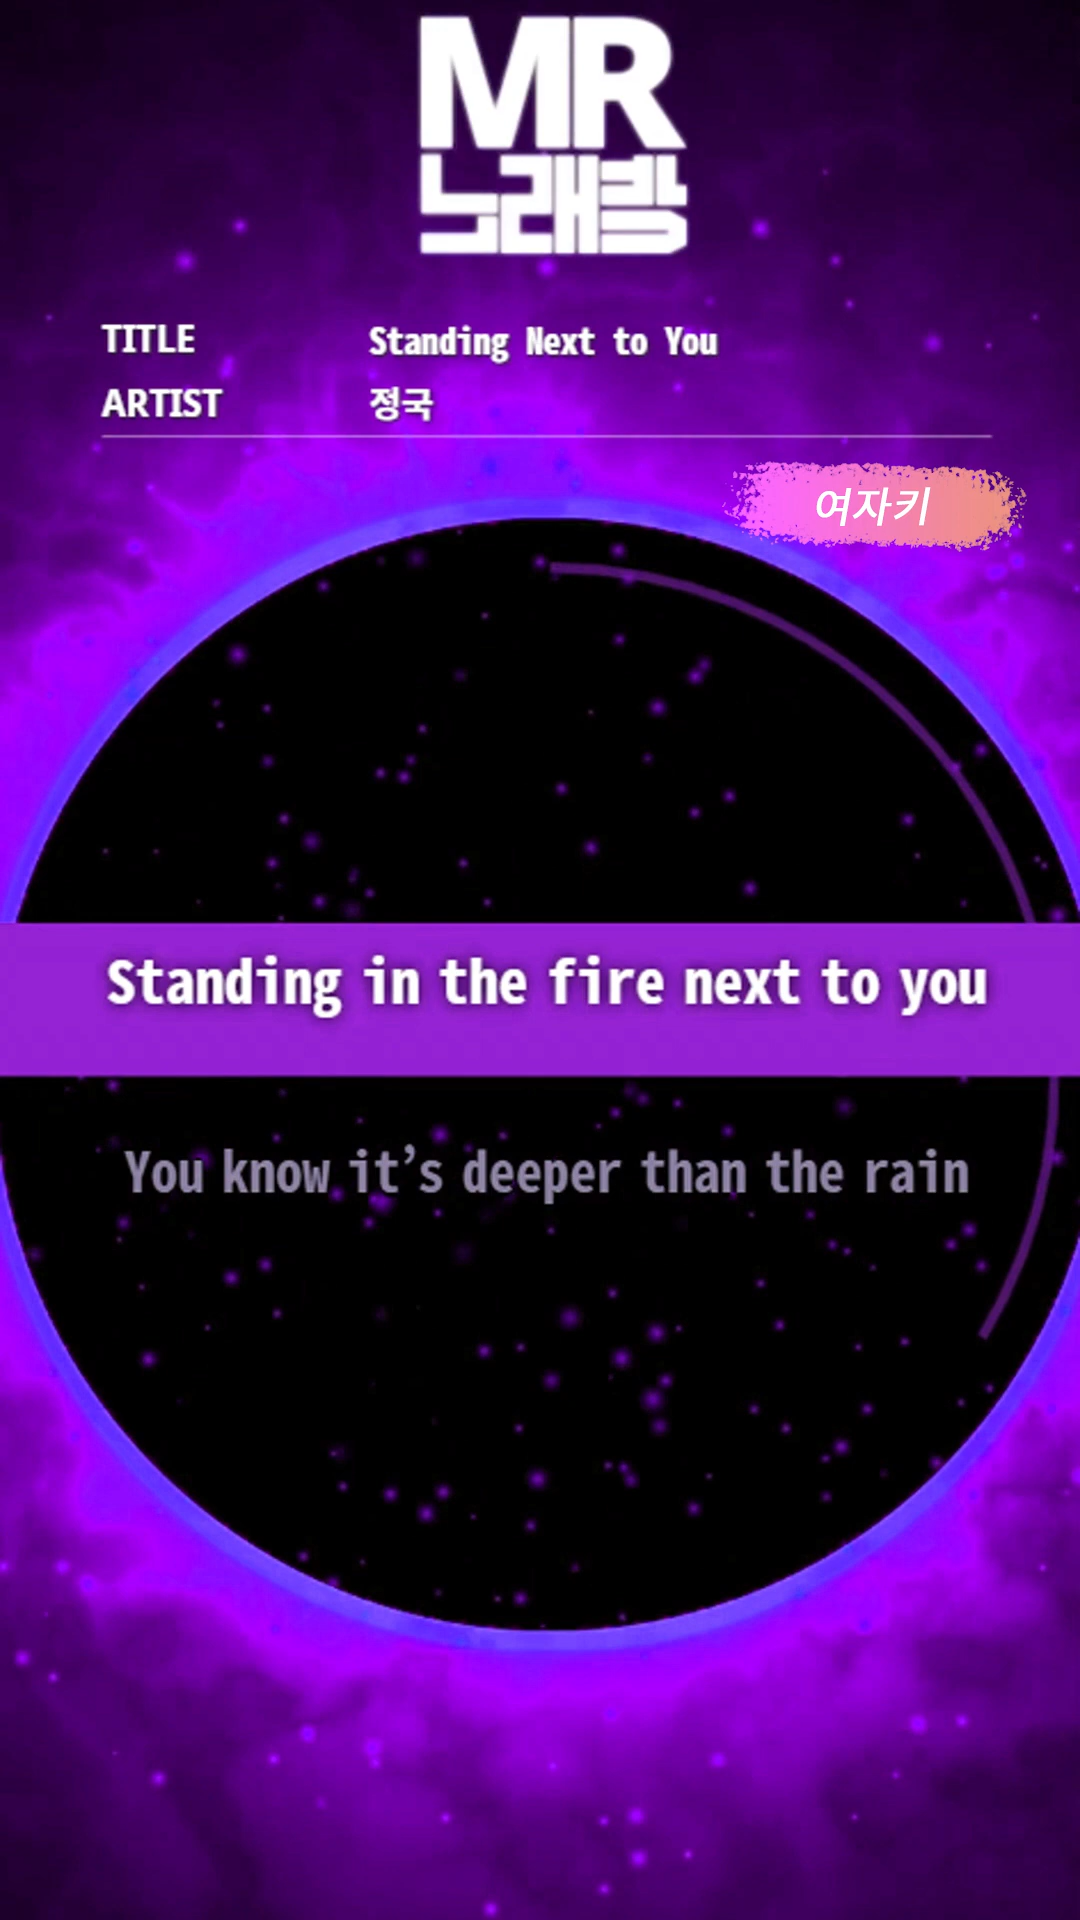 MR
노래캉
TITLE Standing Next to You
ARTIST 정국
여자키
Standing in the fire next to you
You know it’s deeper than the rain